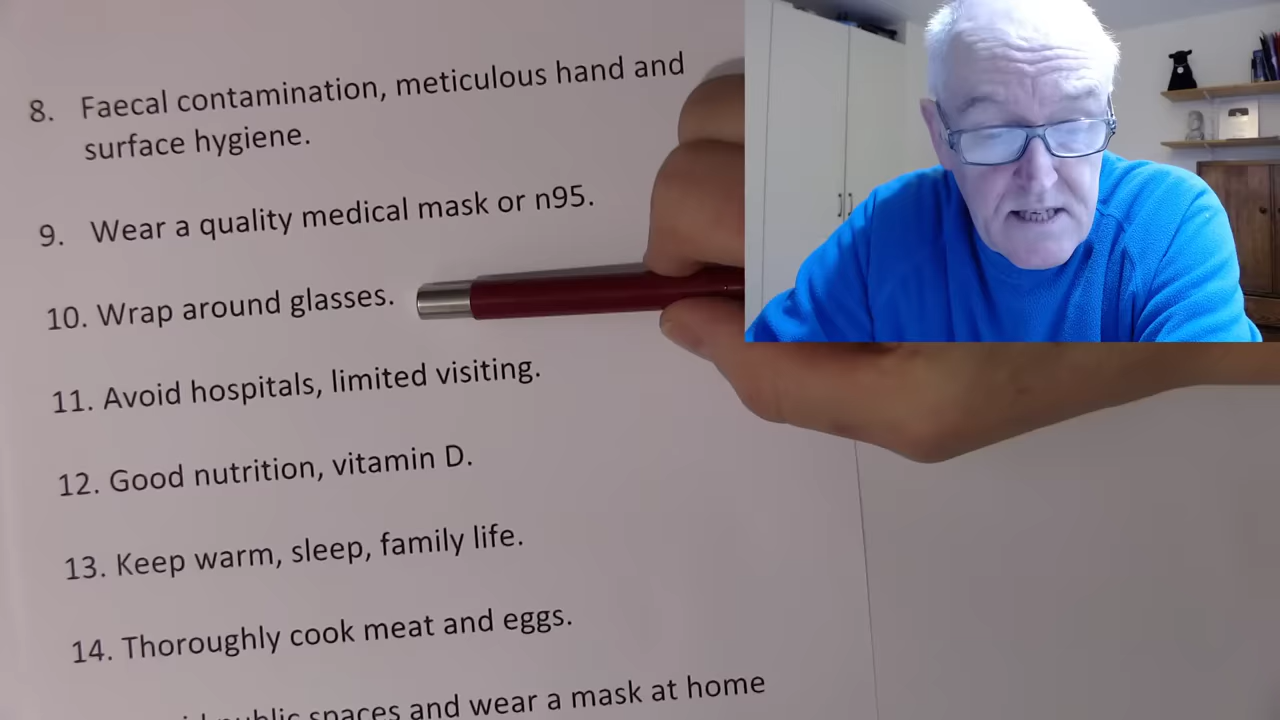 8. Faecal contamination, meticulous hand and
surface hygiene.
9. Wear a quality medical mask or n95.
10. Wrap around glasses.
11. Avoid hospitals, limited visiting.
12. Good nutrition, vitamin D.
13. Keep warm, sleep, family life.
14. Thoroughly cook meat and eggs.
public spaces and wear a mask at home